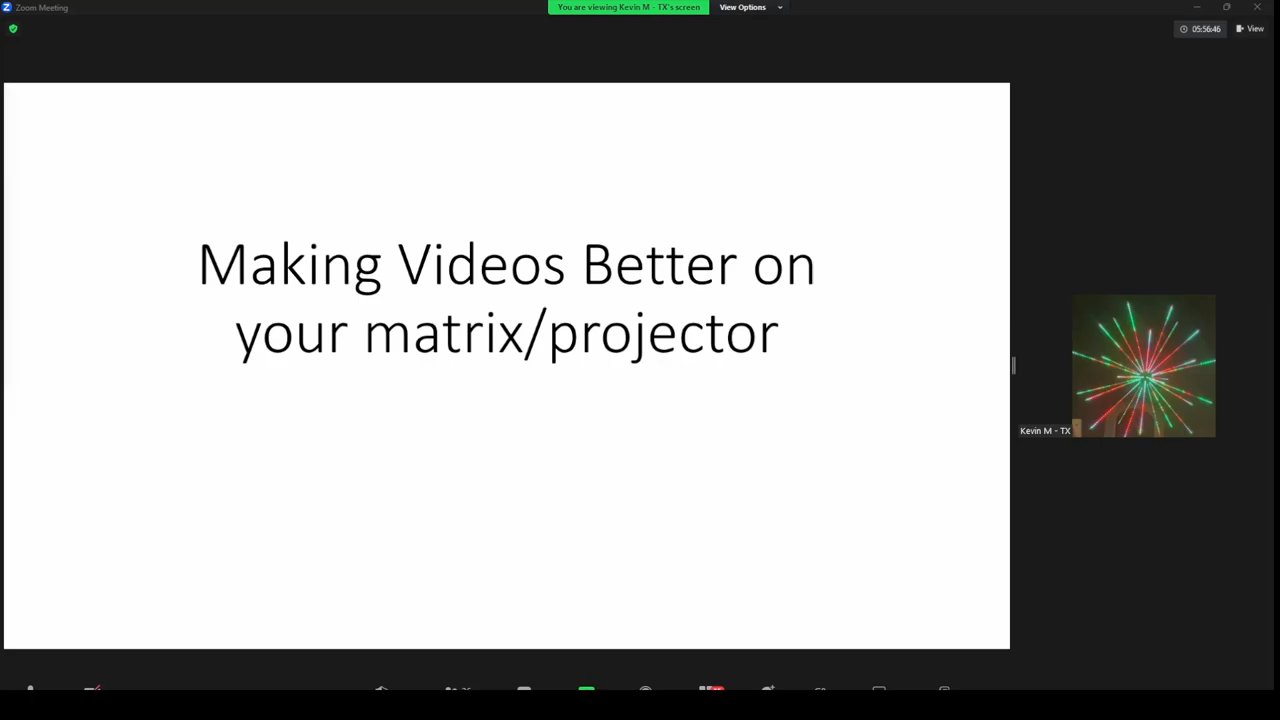 Zoom Meeting
You are viewing Kevin M - TX's screen
View Options
05:56:46
View
Making Videos Better on
your matrix/projector
Kevin M - TX